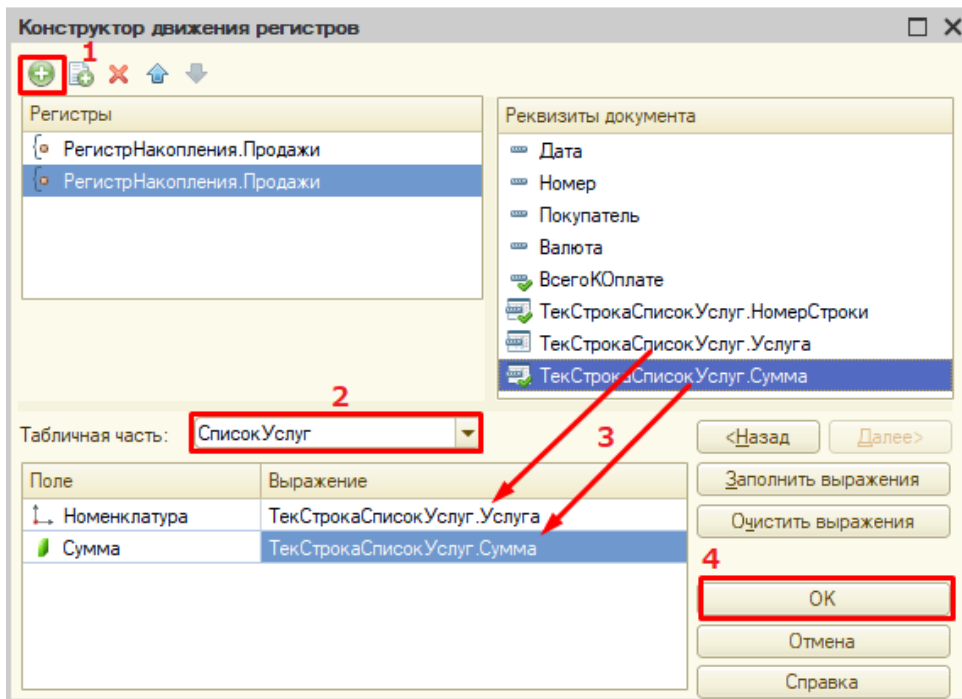 Конструктор движения регистров
1
Регистры
РегистрНакопления.Продажи
РегистрНакопления.Продажи
Реквизиты документа
Дата
Номер
Покупатель
Валюта
ВсегоКОплате
ТекСтрокаСписокУслуг.НомерСтроки
ТекСтрокаСписокУслуг.Услуга
ТекСтрокаСписокУслуг.Сумма
2
Табличная часть: СписокУслуг
3
<Назад Далее>
Поле Выражение
Номенклатура ТекСтрокаСписокУслуг.Услуга
Сумма ТекСтрокаСписокУслуг.Сумма
Заполнить выражения
Очистить выражения
4
OK
Отмена
Справка